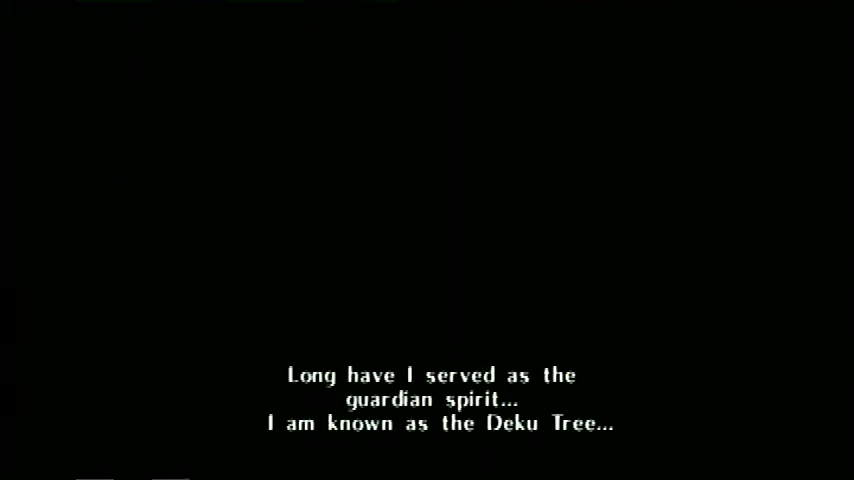 Long have I served as the
guardian spirit...
I am known as the Deku Tree...